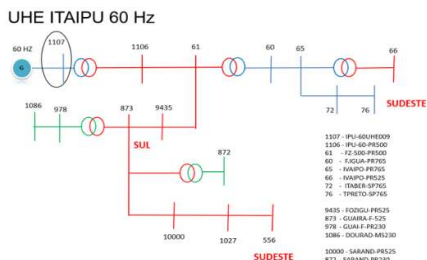 UHE ITAIPU 60 Hz
60 HZ
1107
1106
61
60
65
66
G
SUDESTE
72
76
1086
978
873
9435
SUL
872
10000
1027
556
SUDESTE
1107 - IPU-60UHE009
1106 - IPU-60-PR500
61 - FZ-500-PR500
60 - FJGUA-PR765
65 - IVAIPO-PR765
66 - IVAIPO-PR525
72 - ITABER-SP765
76 - TPRETO-SP765
9435 - FOZIGU-PR525
873 - GUAIRA-F-525
978 - GUAI-F-PR230
1086 - DOURAD-MS230
10000 - SARAND-PR525
872 - SARAND-PR230